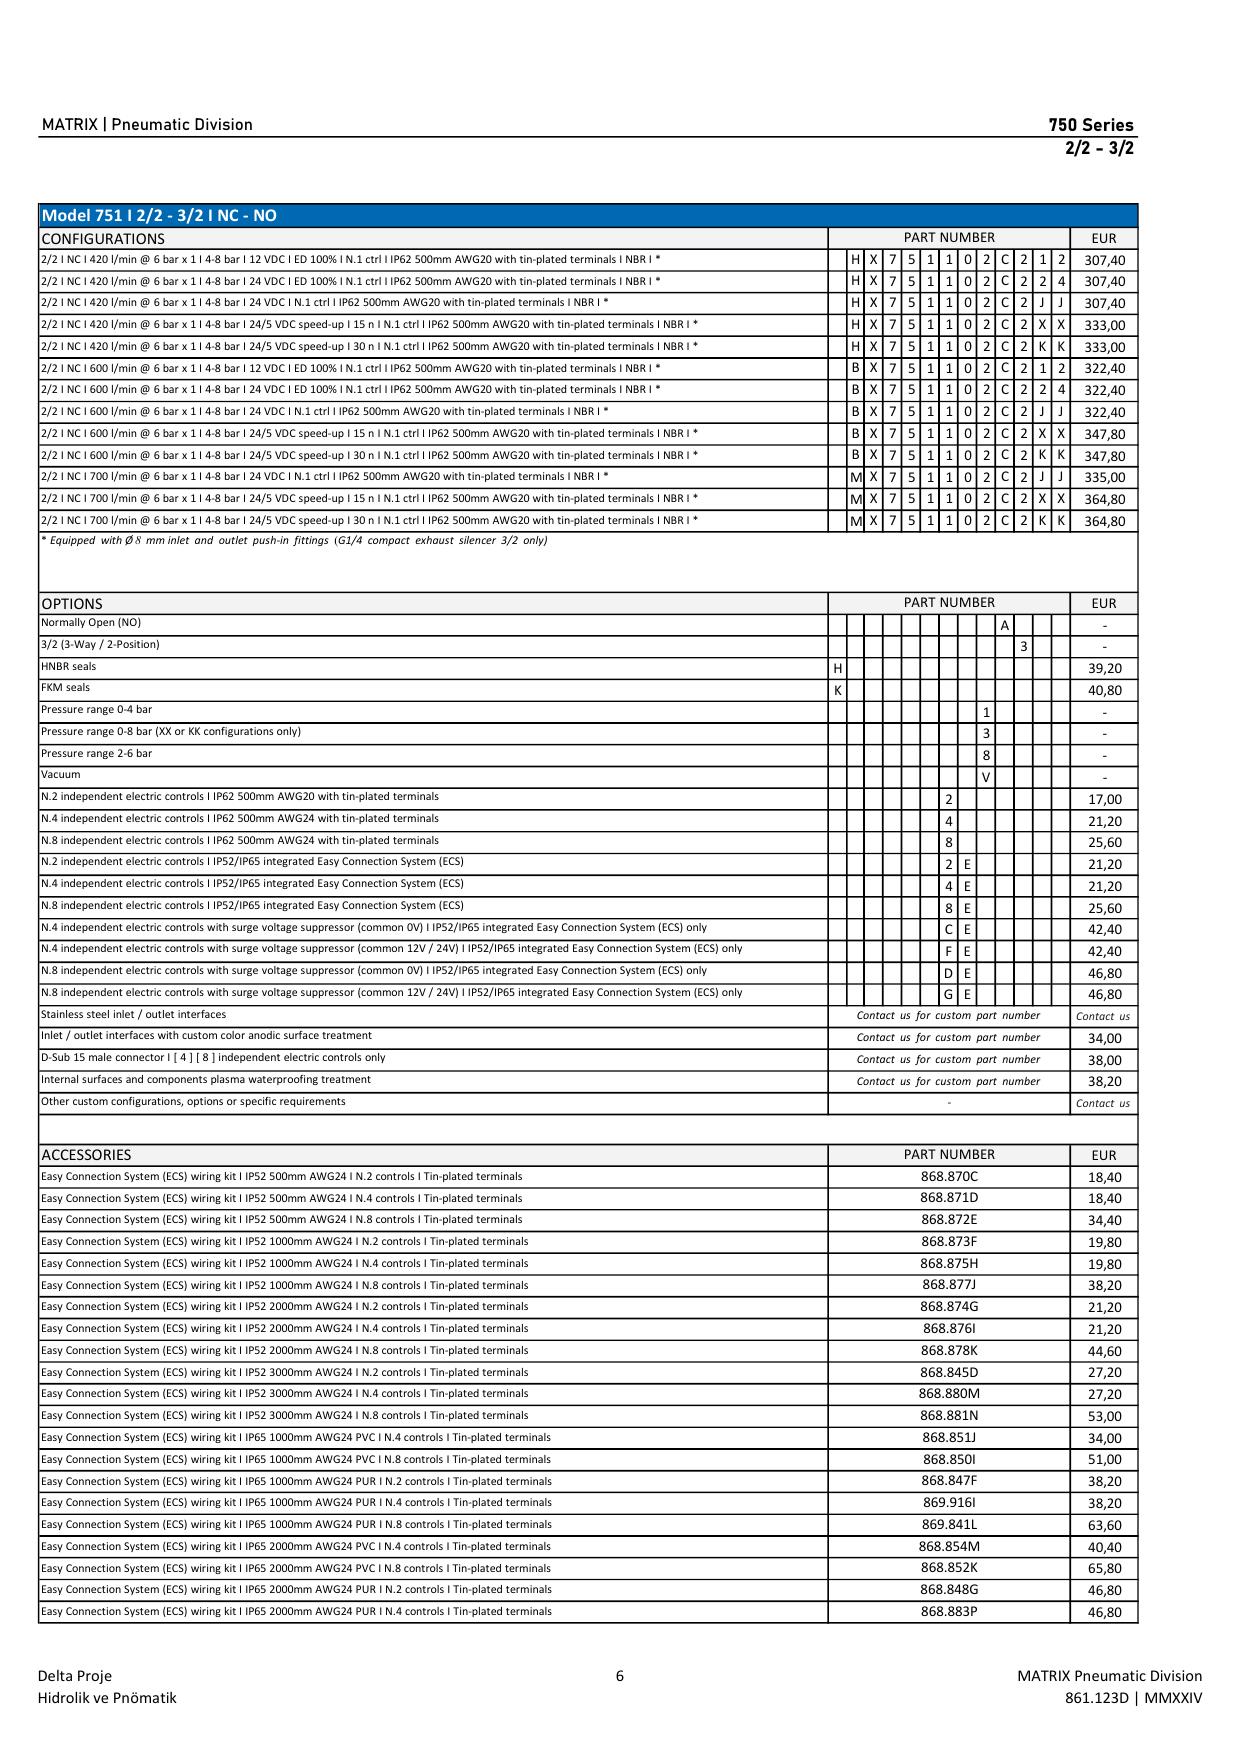 MATRIX | Pneumatic Division 750 Series
2/2 - 3/2
Model 751 I 2/2 - 3/2 I NC - NO
CONFIGURATIONS PART NUMBER EUR
2/2 I NC I 420 l/min @ 6 bar x 1 I 4-8 bar I 12 VDC I ED 100% I N.1 ctrl I IP62 500mm AWG20 with tin-plated terminals I NBR I * H X 7 5 1 1 0 2 C 2 1 2 307,40
2/2 I NC I 420 l/min @ 6 bar x 1 I 4-8 bar I 24 VDC I ED 100% I N.1 ctrl I IP62 500mm AWG20 with tin-plated terminals I NBR I * H X 7 5 1 1 0 2 C 2 2 4 307,40
2/2 I NC I 420 l/min @ 6 bar x 1 I 4-8 bar I 24 VDC I N.1 ctrl I IP62 500mm AWG20 with tin-plated terminals I NBR I * H X 7 5 1 1 0 2 C 2 J J 307,40
2/2 I NC I 420 l/min @ 6 bar x 1 I 4-8 bar I 24/5 VDC speed-up I 15 n I N.1 ctrl I IP62 500mm AWG20 with tin-plated terminals I NBR I * H X 7 5 1 1 0 2 C 2 X X 333,00
2/2 I NC I 420 l/min @ 6 bar x 1 I 4-8 bar I 24/5 VDC speed-up I 30 n I N.1 ctrl I IP62 500mm AWG20 with tin-plated terminals I NBR I * H X 7 5 1 1 0 2 C 2 K K 333,00
2/2 I NC I 600 l/min @ 6 bar x 1 I 4-8 bar I 12 VDC I ED 100% I N.1 ctrl I IP62 500mm AWG20 with tin-plated terminals I NBR I * B X 7 5 1 1 0 2 C 2 1 2 322,40
2/2 I NC I 600 l/min @ 6 bar x 1 I 4-8 bar I 24 VDC I ED 100% I N.1 ctrl I IP62 500mm AWG20 with tin-plated terminals I NBR I * B X 7 5 1 1 0 2 C 2 2 4 322,40
2/2 I NC I 600 l/min @ 6 bar x 1 I 4-8 bar I 24 VDC I N.1 ctrl I IP62 500mm AWG20 with tin-plated terminals I NBR I * B X 7 5 1 1 0 2 C 2 J J 322,40
2/2 I NC I 600 l/min @ 6 bar x 1 I 4-8 bar I 24/5 VDC speed-up I 15 n I N.1 ctrl I IP62 500mm AWG20 with tin-plated terminals I NBR I * B X 7 5 1 1 0 2 C 2 X X 347,80
2/2 I NC I 600 l/min @ 6 bar x 1 I 4-8 bar I 24/5 VDC speed-up I 30 n I N.1 ctrl I IP62 500mm AWG20 with tin-plated terminals I NBR I * B X 7 5 1 1 0 2 C 2 K K 347,80
2/2 I NC I 700 l/min @ 6 bar x 1 I 4-8 bar I 24 VDC I N.1 ctrl I IP62 500mm AWG20 with tin-plated terminals I NBR I * M X 7 5 1 1 0 2 C 2 J J 335,00
2/2 I NC I 700 l/min @ 6 bar x 1 I 4-8 bar I 24/5 VDC speed-up I 15 n I N.1 ctrl I IP62 500mm AWG20 with tin-plated terminals I NBR I * M X 7 5 1 1 0 2 C 2 X X 364,80
2/2 I NC I 700 l/min @ 6 bar x 1 I 4-8 bar I 24/5 VDC speed-up I 30 n I N.1 ctrl I IP62 500mm AWG20 with tin-plated terminals I NBR I * M X 7 5 1 1 0 2 C 2 K K 364,80
* Equipped with Ø 8 mm inlet and outlet push-in fittings (G1/4 compact exhaust silencer 3/2 only)
OPTIONS PART NUMBER EUR
Normally Open (NO) A -
3/2 (3-Way / 2-Position) 3 -
HNBR seals H 39,20
FKM seals K 40,80
Pressure range 0-4 bar 1 -
Pressure range 0-8 bar (XX or KK configurations only) 3 -
Pressure range 2-6 bar 8 -
Vacuum V -
N.2 independent electric controls I IP62 500mm AWG20 with tin-plated terminals 2 17,00
N.4 independent electric controls I IP62 500mm AWG24 with tin-plated terminals 4 21,20
N.8 independent electric controls I IP62 500mm AWG24 with tin-plated terminals 8 25,60
N.2 independent electric controls I IP52/IP65 integrated Easy Connection System (ECS) 2 E 21,20
N.4 independent electric controls I IP52/IP65 integrated Easy Connection System (ECS) 4 E 21,20
N.8 independent electric controls I IP52/IP65 integrated Easy Connection System (ECS) 8 E 25,60
N.4 independent electric controls with surge voltage suppressor (common 0V) I IP52/IP65 integrated Easy Connection System (ECS) only C E 42,40
N.4 independent electric controls with surge voltage suppressor (common 12V / 24V) I IP52/IP65 integrated Easy Connection System (ECS) only F E 42,40
N.8 independent electric controls with surge voltage suppressor (common 0V) I IP52/IP65 integrated Easy Connection System (ECS) only D E 46,80
N.8 independent electric controls with surge voltage suppressor (common 12V / 24V) I IP52/IP65 integrated Easy Connection System (ECS) only G E 46,80
Stainless steel inlet / outlet interfaces Contact us for custom part number Contact us
Inlet / outlet interfaces with custom color anodic surface treatment Contact us for custom part number 34,00
D-Sub 15 male connector I [ 4 ] [ 8 ] independent electric controls only Contact us for custom part number 38,00
Internal surfaces and components plasma waterproofing treatment Contact us for custom part number 38,20
Other custom configurations, options or specific requirements - Contact us
ACCESSORIES PART NUMBER EUR
Easy Connection System (ECS) wiring kit I IP52 500mm AWG24 I N.2 controls I Tin-plated terminals 868.870C 18,40
Easy Connection System (ECS) wiring kit I IP52 500mm AWG24 I N.4 controls I Tin-plated terminals 868.871D 18,40
Easy Connection System (ECS) wiring kit I IP52 500mm AWG24 I N.8 controls I Tin-plated terminals 868.872E 34,40
Easy Connection System (ECS) wiring kit I IP52 1000mm AWG24 I N.2 controls I Tin-plated terminals 868.873F 19,80
Easy Connection System (ECS) wiring kit I IP52 1000mm AWG24 I N.4 controls I Tin-plated terminals 868.875H 19,80
Easy Connection System (ECS) wiring kit I IP52 1000mm AWG24 I N.8 controls I Tin-plated terminals 868.877J 38,20
Easy Connection System (ECS) wiring kit I IP52 2000mm AWG24 I N.2 controls I Tin-plated terminals 868.874G 21,20
Easy Connection System (ECS) wiring kit I IP52 2000mm AWG24 I N.4 controls I Tin-plated terminals 868.876I 21,20
Easy Connection System (ECS) wiring kit I IP52 2000mm AWG24 I N.8 controls I Tin-plated terminals 868.878K 44,60
Easy Connection System (ECS) wiring kit I IP52 3000mm AWG24 I N.2 controls I Tin-plated terminals 868.845D 27,20
Easy Connection System (ECS) wiring kit I IP52 3000mm AWG24 I N.4 controls I Tin-plated terminals 868.880M 27,20
Easy Connection System (ECS) wiring kit I IP52 3000mm AWG24 I N.8 controls I Tin-plated terminals 868.881N 53,00
Easy Connection System (ECS) wiring kit I IP65 1000mm AWG24 PVC I N.4 controls I Tin-plated terminals 868.851J 34,00
Easy Connection System (ECS) wiring kit I IP65 1000mm AWG24 PVC I N.8 controls I Tin-plated terminals 868.850I 51,00
Easy Connection System (ECS) wiring kit I IP65 1000mm AWG24 PUR I N.2 controls I Tin-plated terminals 868.847F 38,20
Easy Connection System (ECS) wiring kit I IP65 1000mm AWG24 PUR I N.4 controls I Tin-plated terminals 869.916I 38,20
Easy Connection System (ECS) wiring kit I IP65 1000mm AWG24 PUR I N.8 controls I Tin-plated terminals 869.841L 63,60
Easy Connection System (ECS) wiring kit I IP65 2000mm AWG24 PVC I N.4 controls I Tin-plated terminals 868.854M 40,40
Easy Connection System (ECS) wiring kit I IP65 2000mm AWG24 PVC I N.8 controls I Tin-plated terminals 868.852K 65,80
Easy Connection System (ECS) wiring kit I IP65 2000mm AWG24 PUR I N.2 controls I Tin-plated terminals 868.848G 46,80
Easy Connection System (ECS) wiring kit I IP65 2000mm AWG24 PUR I N.4 controls I Tin-plated terminals 868.883P 46,80
Delta Proje 6 MATRIX Pneumatic Division
Hidrolik ve Pnömatik 861.123D | MMXXIV